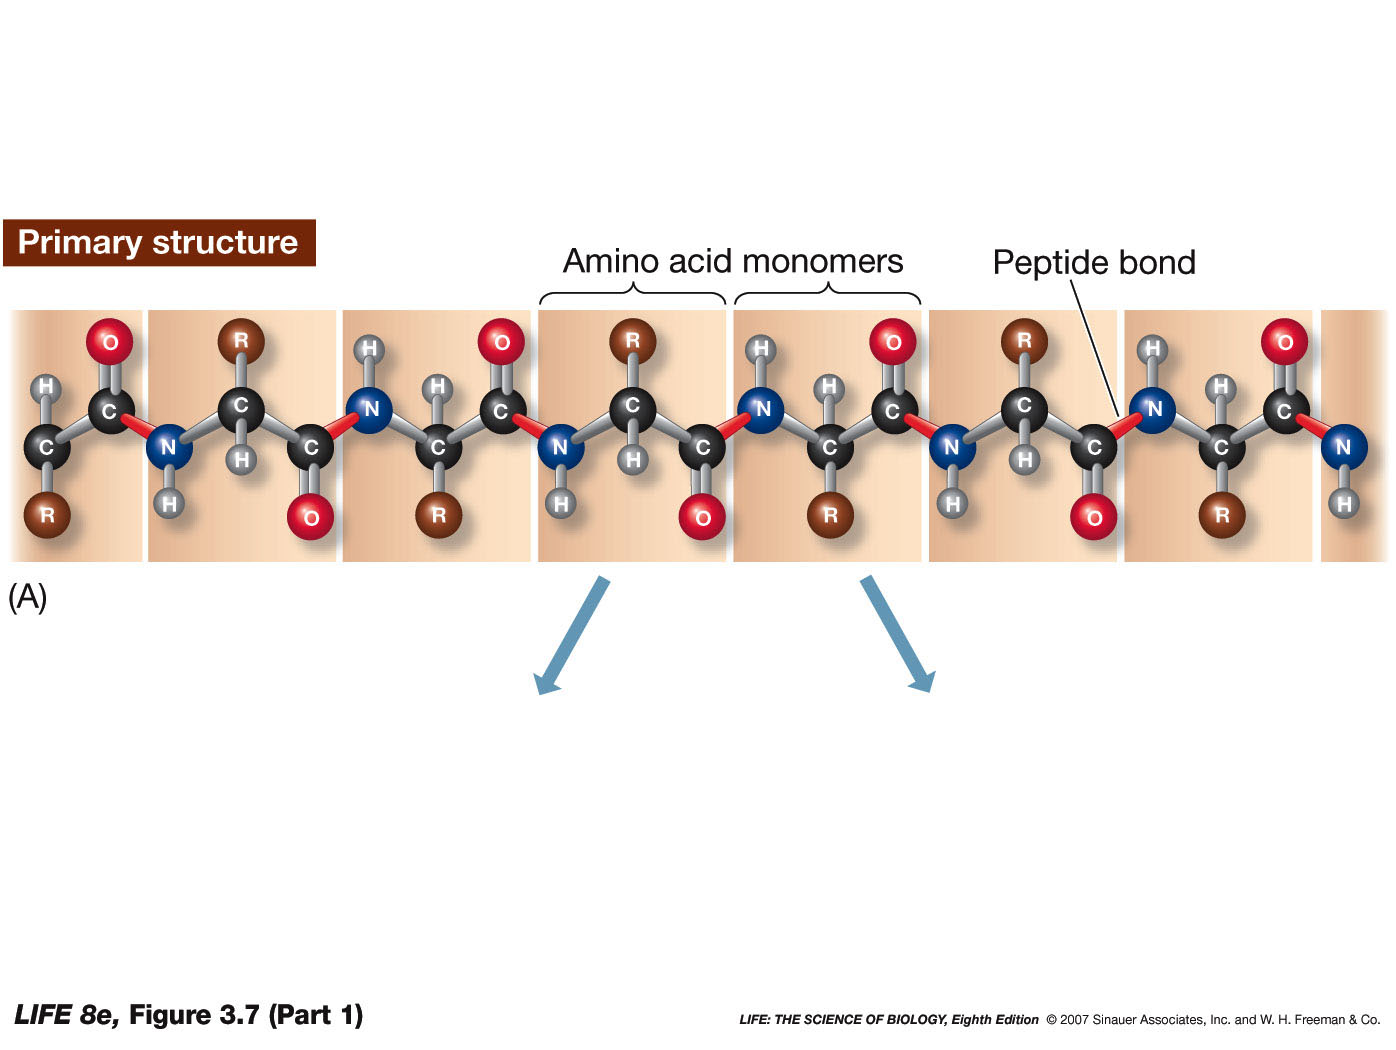 Primary structure
Amino acid monomers
Peptide bond
O R H O R H O R H O
H H H H
C C C N C C N C C N C
C N C C N C C N C C N
H H H H H H H
R O R O R O R
(A)
LIFE 8e, Figure 3.7 (Part 1)
LIFE: THE SCIENCE OF BIOLOGY, Eighth Edition © 2007 Sinauer Associates, Inc. and W. H. Freeman & Co.